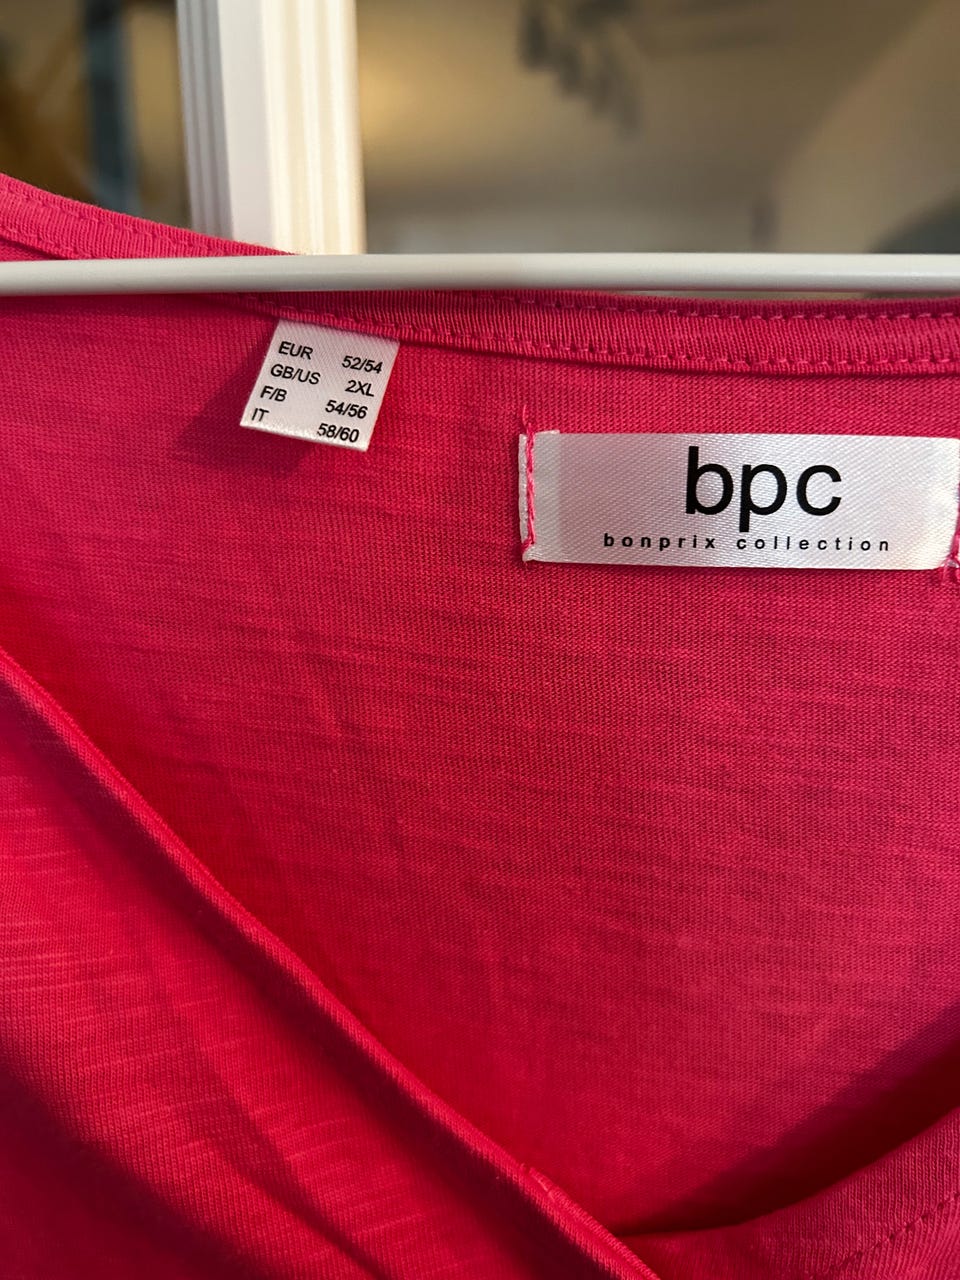 EUR 52/54
GB/US 2XL
F/B 54/56
IT 58/60
bpc
bonprix collection